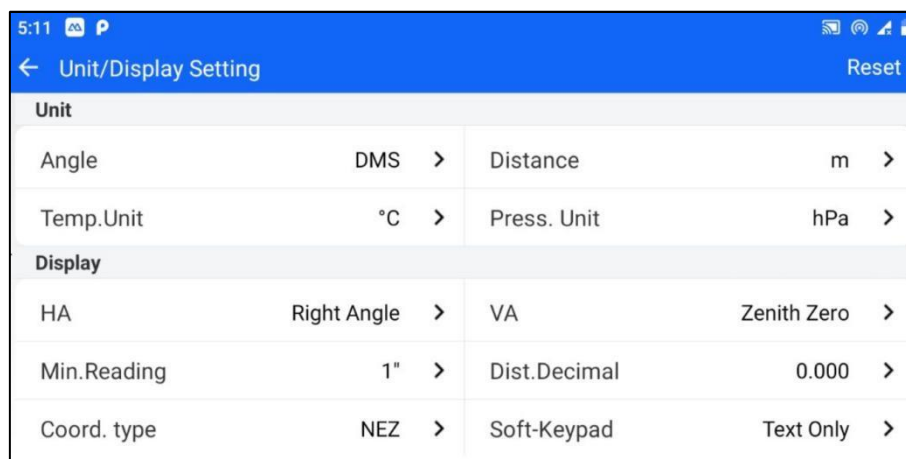 5:11 P
Unit/Display Setting Reset
Unit
Angle DMS Distance m
Temp.Unit °C Press. Unit hPa
Display
HA Right Angle VA Zenith Zero
Min.Reading 1" Dist.Decimal 0.000
Coord. type NEZ Soft-Keypad Text Only